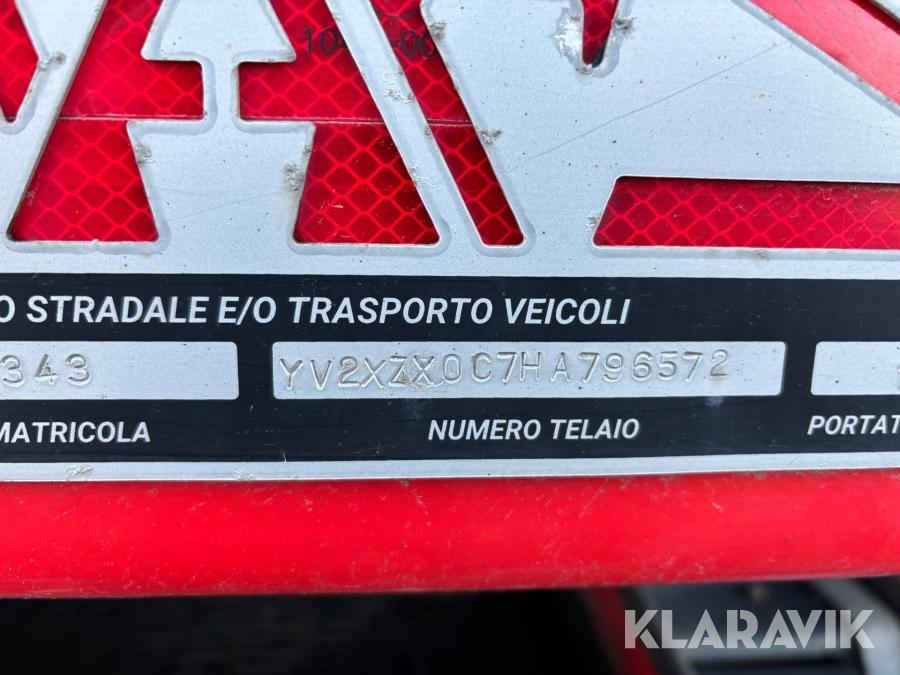 O STRADALE E/O TRASPORTO VEICOLI
343 YV2XZX0C7HA796572
MATRICOLA NUMERO TELAIO PORTAT
KLARAVIK